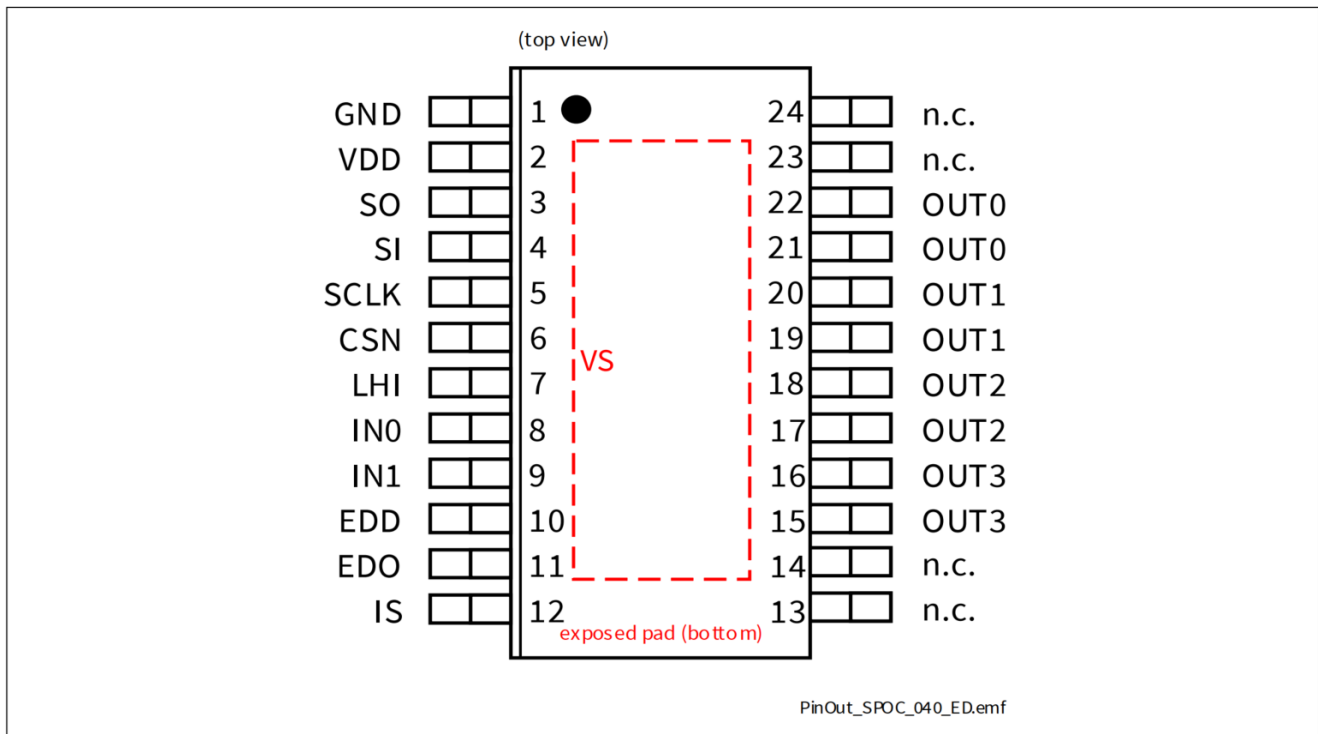 (top view)
GND 1 24 n.c.
VDD 2 23 n.c.
SO 3 22 OUT0
SI 4 21 OUT0
SCLK 5 20 OUT1
CSN 6 19 OUT1
VS
LHI 7 18 OUT2
IN0 8 17 OUT2
IN1 9 16 OUT3
EDD 10 15 OUT3
EDO 11 14 n.c.
IS 12 13 n.c.
exposed pad (bottom)
PinOut_SPOC_040_ED.emf